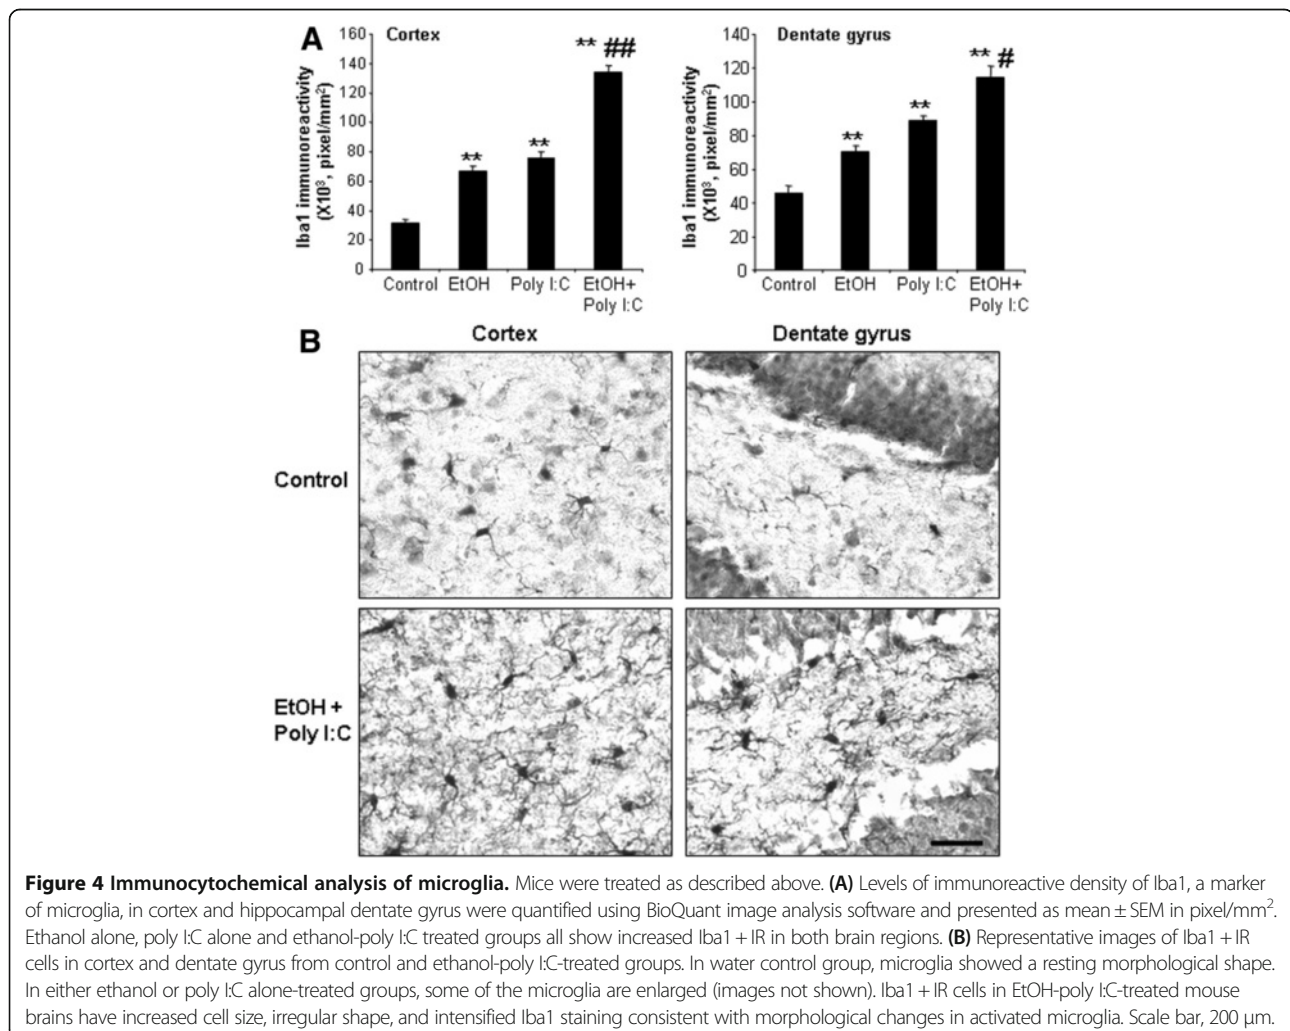 A
Cortex
Iba1 immunoreactivity
(X10³, pixel/mm²)
160
140
120
100
80
60
40
20
0
**
**
** ##
Control EtOH Poly I:C EtOH+
Poly I:C
Dentate gyrus
Iba1 immunoreactivity
(X10³, pixel/mm²)
140
120
100
80
60
40
20
0
**
**
** #
Control EtOH Poly I:C EtOH+
Poly I:C
B
Cortex Dentate gyrus
Control
EtOH +
Poly I:C
Figure 4 Immunocytochemical analysis of microglia. Mice were treated as described above. (A) Levels of immunoreactive density of Iba1, a marker
of microglia, in cortex and hippocampal dentate gyrus were quantified using BioQuant image analysis software and presented as mean ± SEM in pixel/mm².
Ethanol alone, poly I:C alone and ethanol-poly I:C treated groups all show increased Iba1 + IR in both brain regions. (B) Representative images of Iba1 + IR
cells in cortex and dentate gyrus from control and ethanol-poly I:C-treated groups. In water control group, microglia showed a resting morphological shape.
In either ethanol or poly I:C alone-treated groups, some of the microglia are enlarged (images not shown). Iba1 + IR cells in EtOH-poly I:C-treated mouse
brains have increased cell size, irregular shape, and intensified Iba1 staining consistent with morphological changes in activated microglia. Scale bar, 200 μm.